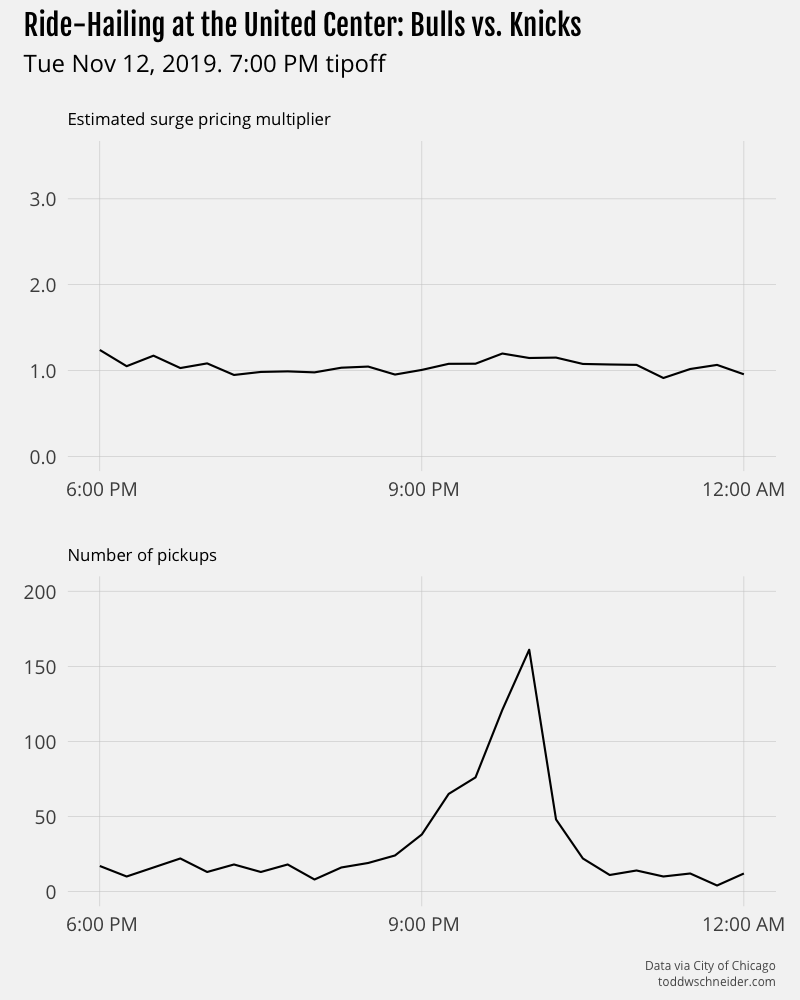 Ride-Hailing at the United Center: Bulls vs. Knicks
Tue Nov 12, 2019. 7:00 PM tipoff
Estimated surge pricing multiplier
3.0
2.0
1.0
0.0
6:00 PM 9:00 PM 12:00 AM
Number of pickups
200
150
100
50
0
6:00 PM 9:00 PM 12:00 AM
Data via City of Chicago
toddwschneider.com